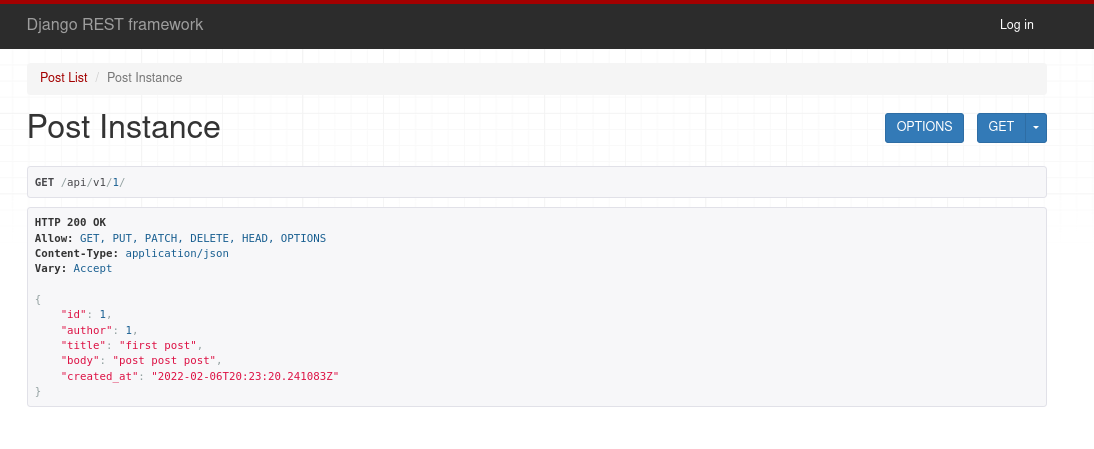 Django REST framework
Log in
Post List / Post Instance
Post Instance
OPTIONS
GET
GET /api/v1/1/
HTTP 200 OK
Allow: GET, PUT, PATCH, DELETE, HEAD, OPTIONS
Content-Type: application/json
Vary: Accept
{
    "id": 1,
    "author": 1,
    "title": "first post",
    "body": "post post post",
    "created_at": "2022-02-06T20:23:20.241083Z"
}